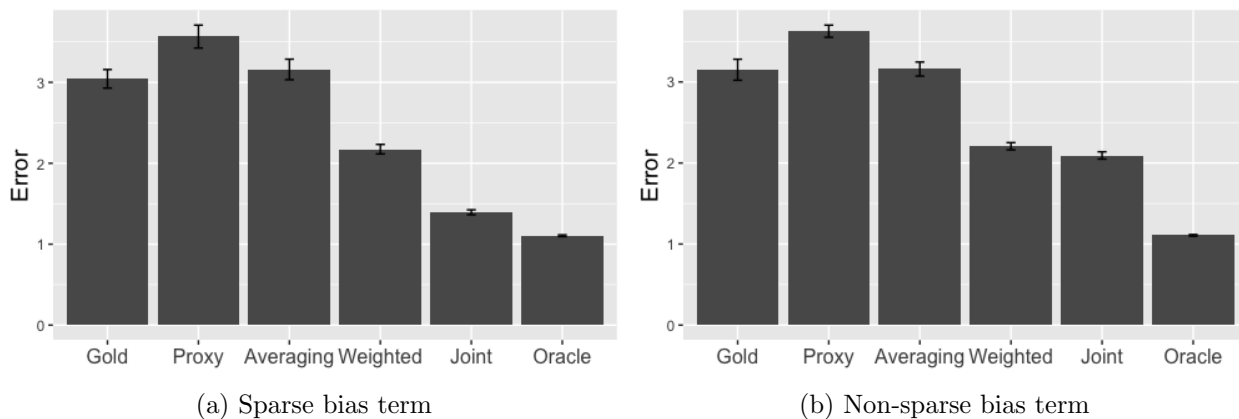 Error
3
2
1
0
Gold Proxy Averaging Weighted Joint Oracle
(a) Sparse bias term
Error
3
2
1
0
Gold Proxy Averaging Weighted Joint Oracle
(b) Non-sparse bias term